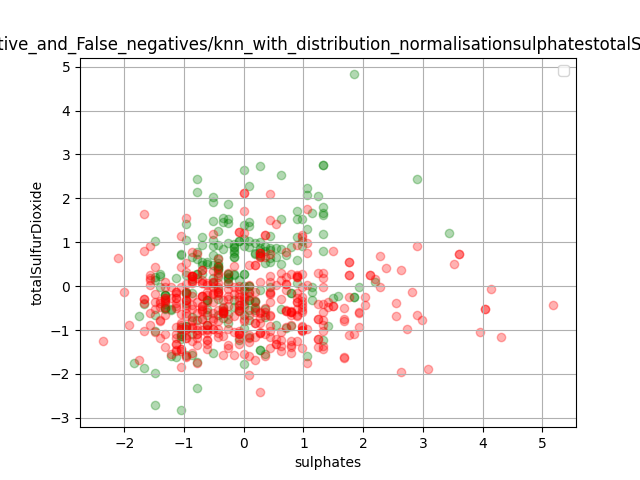 tive_and_False_negatives/knn_with_distribution_normalisationsulphatestotalS
totalSulfurDioxide
5
4
3
2
1
0
−1
−2
−3
−2 −1 0 1 2 3 4 5
sulphates